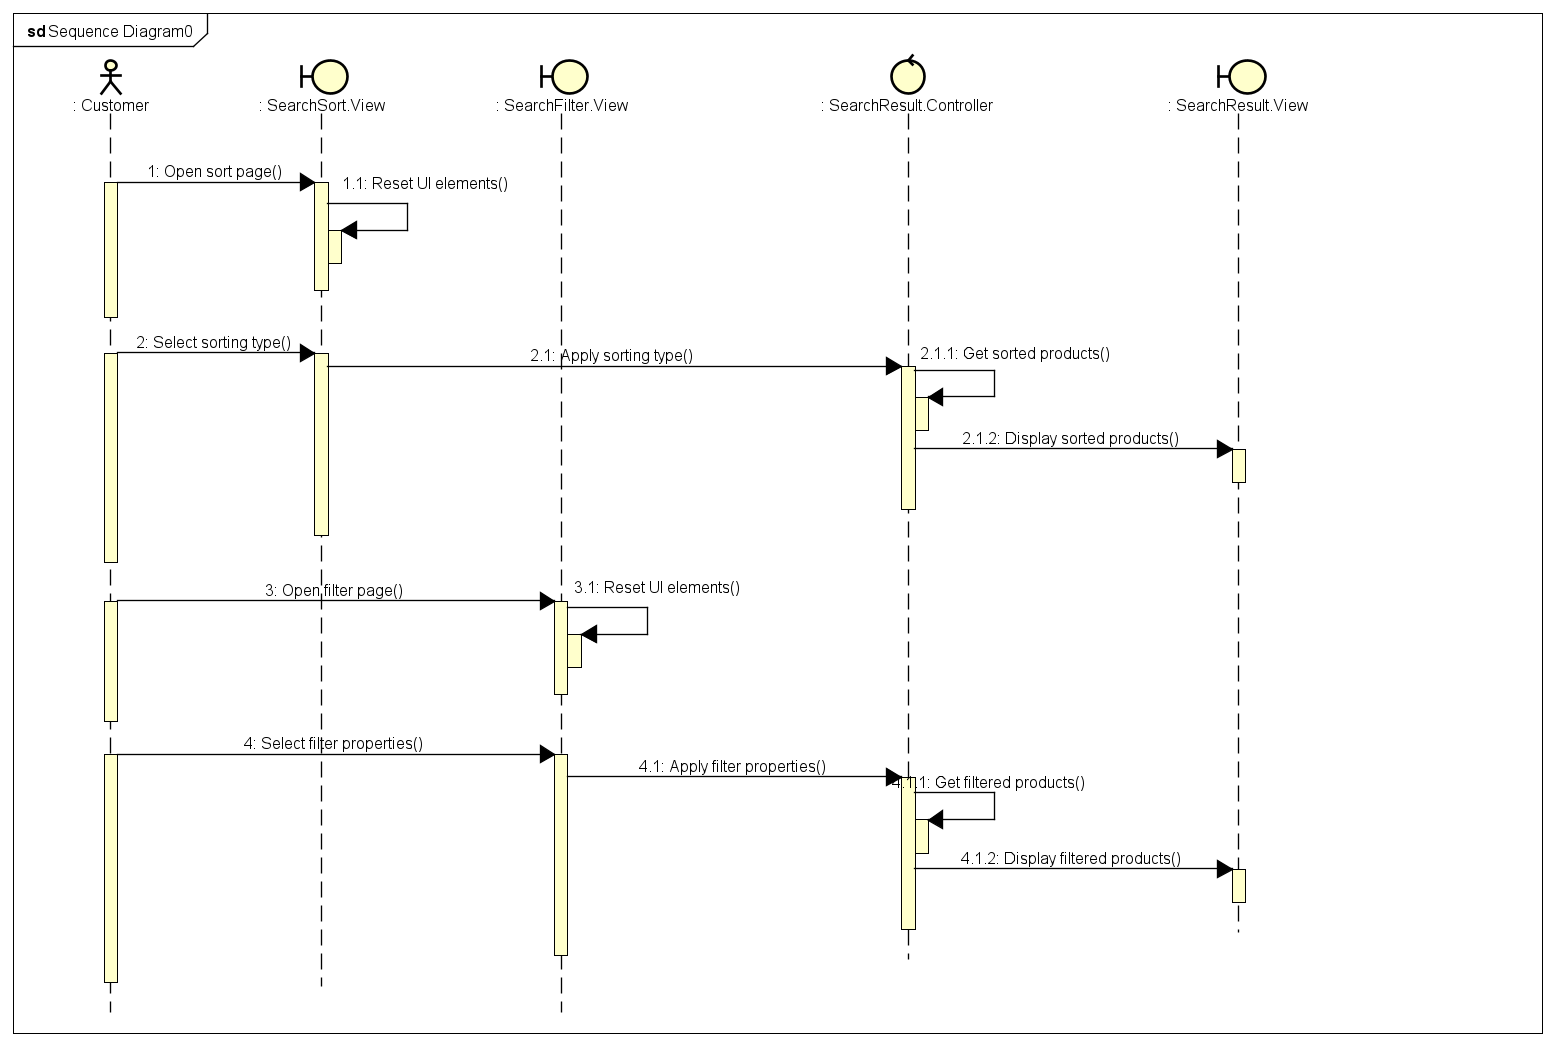 sd Sequence Diagram0
: Customer
: SearchSort.View
: SearchFilter.View
: SearchResult.Controller
: SearchResult.View
1: Open sort page()
1.1: Reset UI elements()
2: Select sorting type()
2.1: Apply sorting type()
2.1.1: Get sorted products()
2.1.2: Display sorted products()
3: Open filter page()
3.1: Reset UI elements()
4: Select filter properties()
4.1: Apply filter properties()
4.1.1: Get filtered products()
4.1.2: Display filtered products()